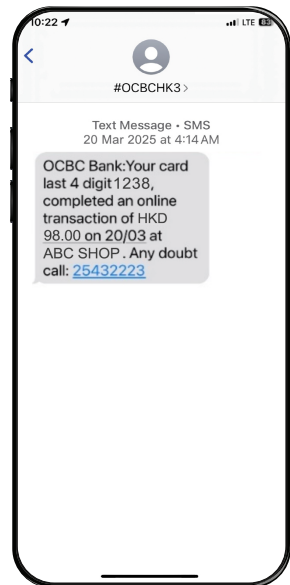 10:22
LTE 83
#OCBCHK3 >
Text Message • SMS
20 Mar 2025 at 4:14 AM
OCBC Bank:Your card
last 4 digit 1238,
completed an online
transaction of HKD
98.00 on 20/03 at
ABC SHOP . Any doubt
call: 25432223